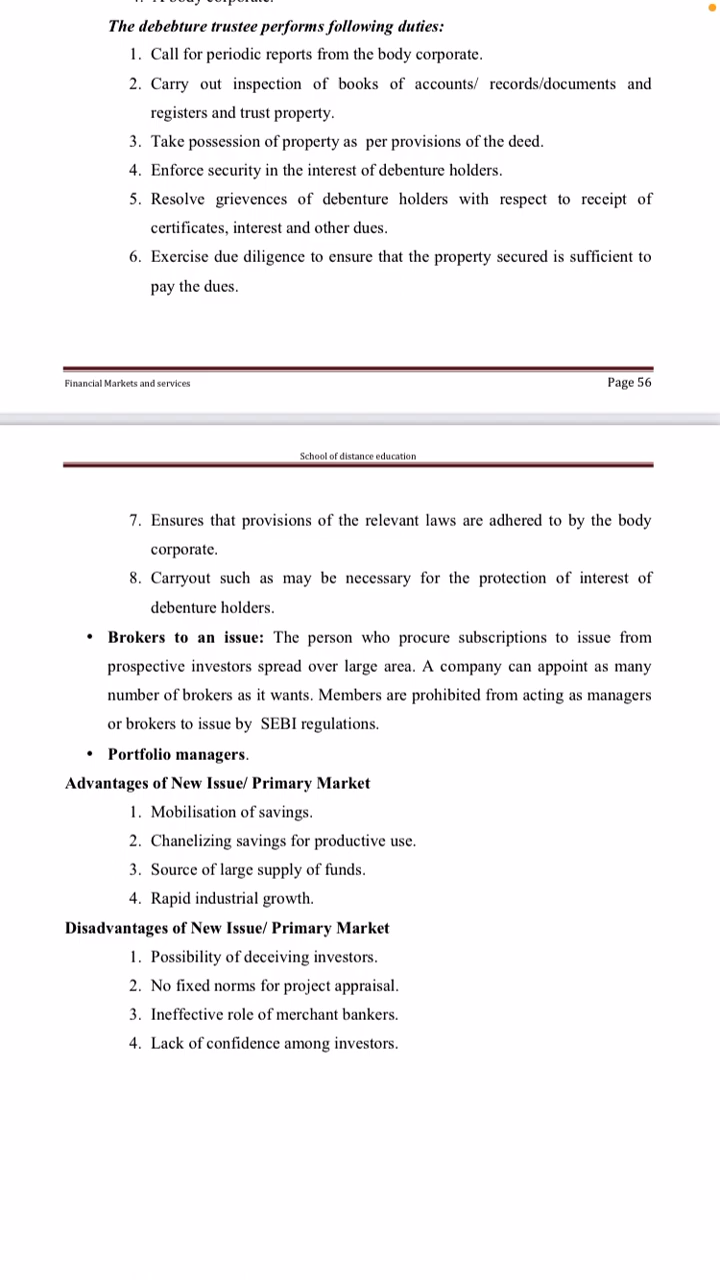 The debebture trustee performs following duties:
1. Call for periodic reports from the body corporate.
2. Carry out inspection of books of accounts/ records/documents and
registers and trust property.
3. Take possession of property as per provisions of the deed.
4. Enforce security in the interest of debenture holders.
5. Resolve grievences of debenture holders with respect to receipt of
certificates, interest and other dues.
6. Exercise due diligence to ensure that the property secured is sufficient to
pay the dues.
Financial Markets and services Page 56
School of distance education
7. Ensures that provisions of the relevant laws are adhered to by the body
corporate.
8. Carryout such as may be necessary for the protection of interest of
debenture holders.
• Brokers to an issue: The person who procure subscriptions to issue from
prospective investors spread over large area. A company can appoint as many
number of brokers as it wants. Members are prohibited from acting as managers
or brokers to issue by SEBI regulations.
• Portfolio managers.
Advantages of New Issue/ Primary Market
1. Mobilisation of savings.
2. Chanelizing savings for productive use.
3. Source of large supply of funds.
4. Rapid industrial growth.
Disadvantages of New Issue/ Primary Market
1. Possibility of deceiving investors.
2. No fixed norms for project appraisal.
3. Ineffective role of merchant bankers.
4. Lack of confidence among investors.